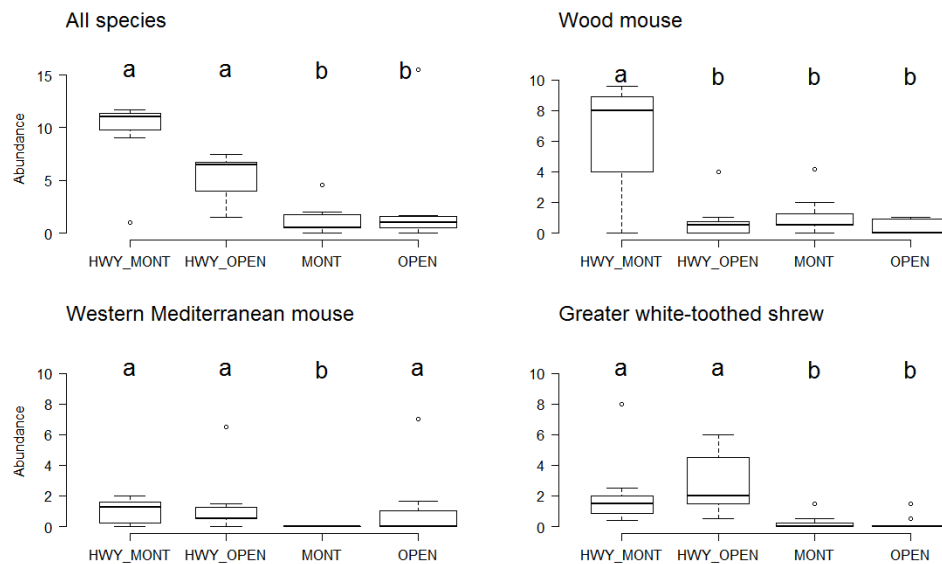 All species
Wood mouse
a a b b
a b b b
Abundance
15
10
5
0
10
8
6
4
2
0
HWY_MONT HWY_OPEN MONT OPEN
HWY_MONT HWY_OPEN MONT OPEN
Western Mediterranean mouse
Greater white-toothed shrew
a a b a
a a b b
Abundance
10
8
6
4
2
0
10
8
6
4
2
0
HWY_MONT HWY_OPEN MONT OPEN
HWY_MONT HWY_OPEN MONT OPEN